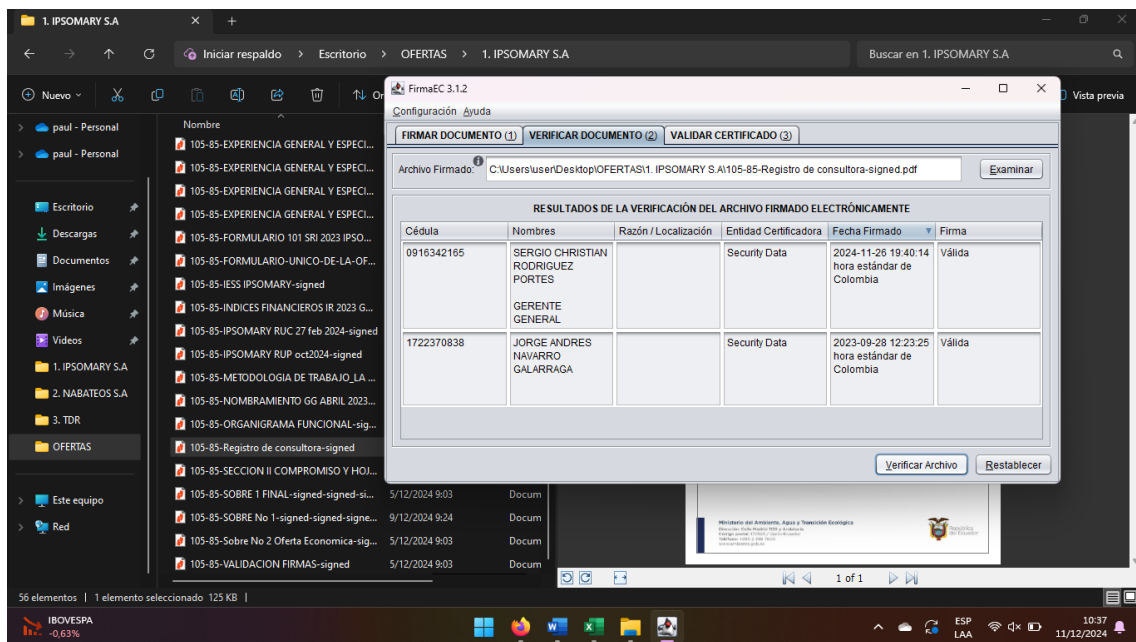 1. IPSOMARY S.A
Iniciar respaldo > Escritorio > OFERTAS > 1. IPSOMARY S.A
Buscar en 1. IPSOMARY S.A
Nuevo
Or
Vista previa
paul - Personal
paul - Personal
Escritorio
Descargas
Documentos
Imágenes
Música
Videos
1. IPSOMARY S.A
2. NABATEOS S.A
3. TDR
OFERTAS
Este equipo
Red
Nombre
105-85-EXPERIENCIA GENERAL Y ESPECI...
105-85-EXPERIENCIA GENERAL Y ESPECI...
105-85-EXPERIENCIA GENERAL Y ESPECI...
105-85-EXPERIENCIA GENERAL Y ESPECI...
105-85-FORMULARIO 101 SRI 2023 IPSO...
105-85-FORMULARIO-UNICO-DE-LA-OF...
105-85-IESS IPSOMARY-signed
105-85-INDICES FINANCIEROS IR 2023 G...
105-85-IPSOMARY RUC 27 feb 2024-signed
105-85-IPSOMARY RUP oct2024-signed
105-85-METODOLOGIA DE TRABAJO_LA ...
105-85-NOMBRAMIENTO GG ABRIL 2023...
105-85-ORGANIGRAMA FUNCIONAL-sig...
105-85-Registro de consultora-signed
105-85-SECCION II COMPROMISO Y HOJ...
105-85-SOBRE 1 FINAL-signed-signed-si... 5/12/2024 9:03 Docum
105-85-SOBRE No 1-signed-signed-signe... 9/12/2024 9:24 Docum
105-85-Sobre No 2 Oferta Economica-sig... 5/12/2024 9:03 Docum
105-85-VALIDACION FIRMAS-signed 5/12/2024 9:03 Docum
FirmaEC 3.1.2
Configuración Ayuda
FIRMAR DOCUMENTO (1) VERIFICAR DOCUMENTO (2) VALIDAR CERTIFICADO (3)
Archivo Firmado: C:\Users\user\Desktop\OFERTAS\1. IPSOMARY S.A\105-85-Registro de consultora-signed.pdf Examinar
RESULTADOS DE LA VERIFICACIÓN DEL ARCHIVO FIRMADO ELECTRÓNICAMENTE
Cédula Nombres Razón / Localización Entidad Certificadora Fecha Firmado Firma
0916342165 SERGIO CHRISTIAN Security Data 2024-11-26 19:40:14 Válida
RODRIGUEZ hora estándar de
PORTES Colombia
GERENTE
GENERAL
1722370838 JORGE ANDRES Security Data 2023-09-28 12:23:25 Válida
NAVARRO hora estándar de
GALARRAGA Colombia
Verificar Archivo Restablecer
Ministerio del Ambiente, Agua y Transición Ecológica
República
del Ecuador
1 of 1
56 elementos | 1 elemento seleccionado 125 KB |
IBOVESPA
-0,63%
ESP
LAA
10:37
11/12/2024